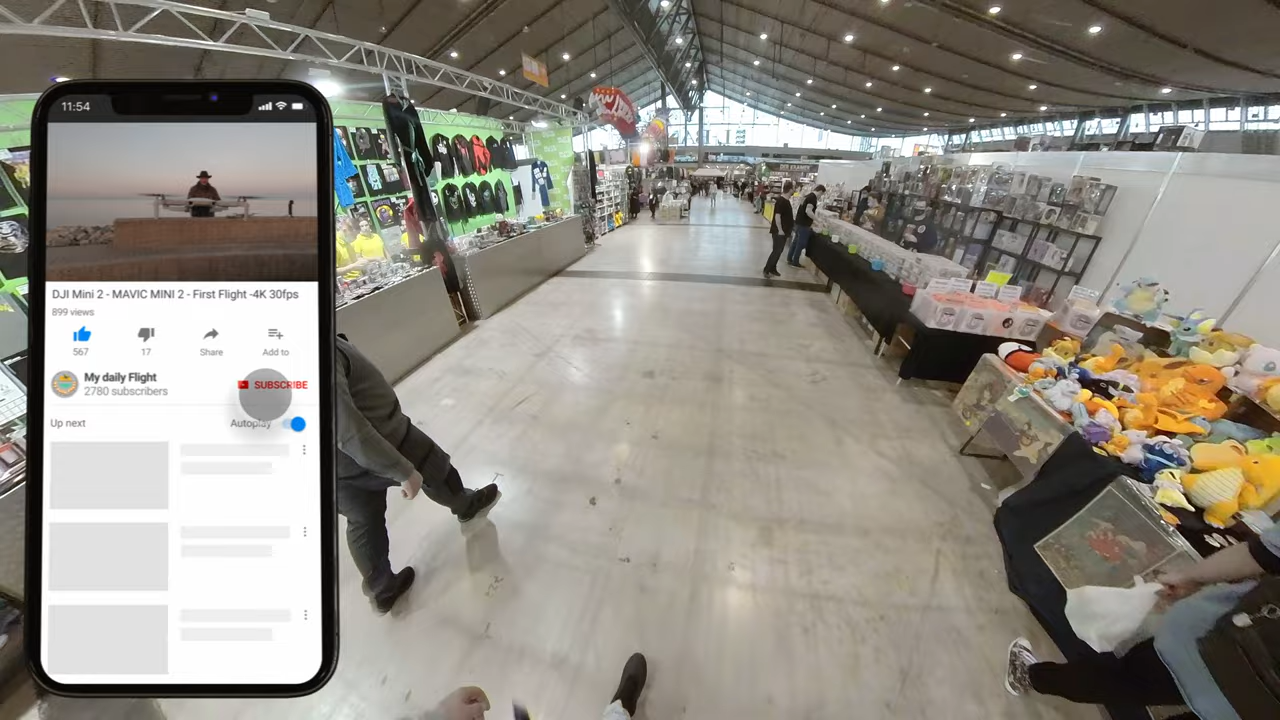 11:54
DJI Mini 2 - MAVIC MINI 2 - First Flight -4K 30fps
899 views
567
17
Share
Add to
My daily Flight
SUBSCRIBE
2780 subscribers
Up next
Autoplay